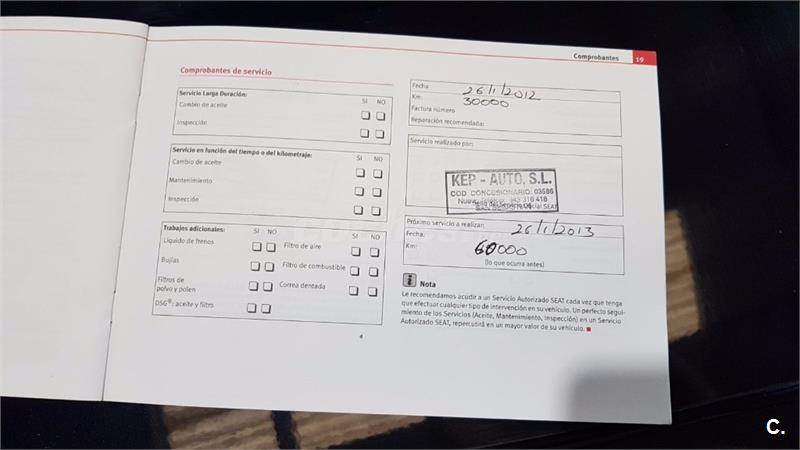 Comprobantes 19
Comprobantes de servicio
Servicio Larga Duración:
SI NO
Cambio de aceite
Inspección
Servicio en función del tiempo o del kilometraje:
SI NO
Cambio de aceite
Mantenimiento
Inspección
Trabajos adicionales:
SI NO SI NO
Líquido de frenos Filtro de aire
Bujías Filtro de combustible
Filtros de
polvo y polen Correa dentada
DSG®: aceite y filtro
Fecha 26/1/2012
Km: 30000
Factura número
Reparación recomendada:
Servicio realizado por:
KEP - AUTO, S.L.
COD. CONCESIONARIO: 03586
943 316 418
Próximo servicio a realizar:
Fecha: 26/1/2013
Km: 60000
(lo que ocurra antes)
i Nota
Le recomendamos acudir a un Servicio Autorizado SEAT cada vez que tenga
que efectuar cualquier tipo de intervención en su vehículo. Un perfecto segui-
miento de los Servicios (Aceite, Mantenimiento, Inspección) en un Servicio
Autorizado SEAT, repercutirá en un mayor valor de su vehículo.
C.